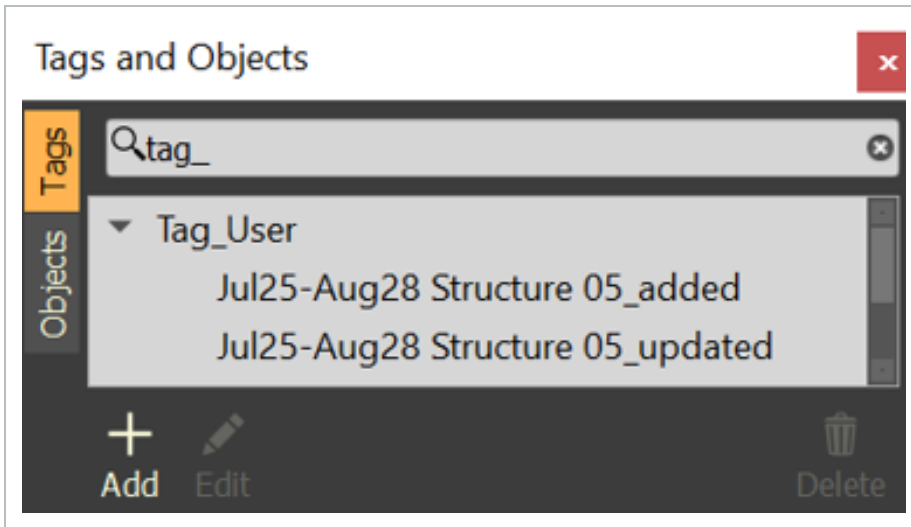 Tags and Objects
x
Tags
tag_
Objects
Tag_User
Jul25-Aug28 Structure 05_added
Jul25-Aug28 Structure 05_updated
Add Edit Delete